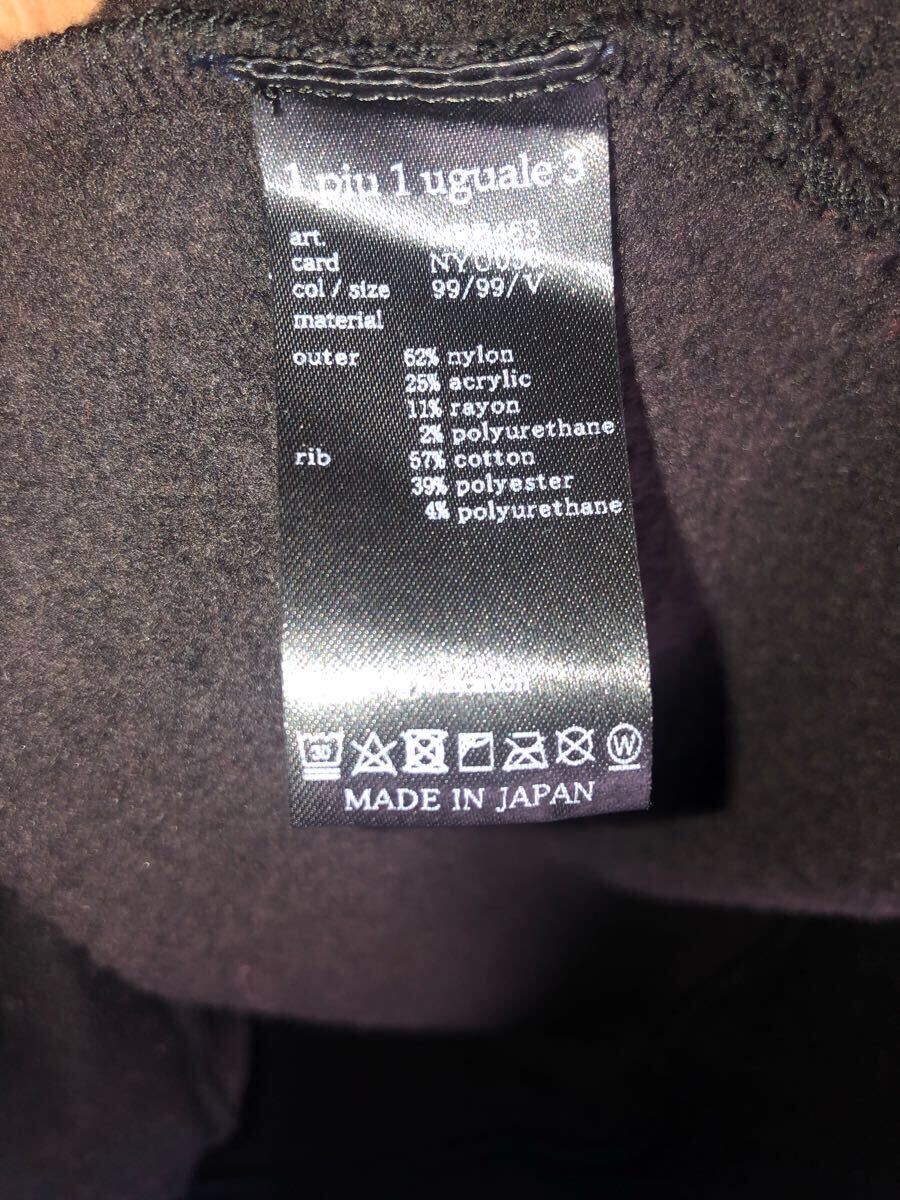 1 piu 1 uguale 3
art.
card
col / size 99/99/V
material
outer 62% nylon
25% acrylic
11% rayon
2% polyurethane
rib 57% cotton
39% polyester
4% polyurethane
30
W
MADE IN JAPAN